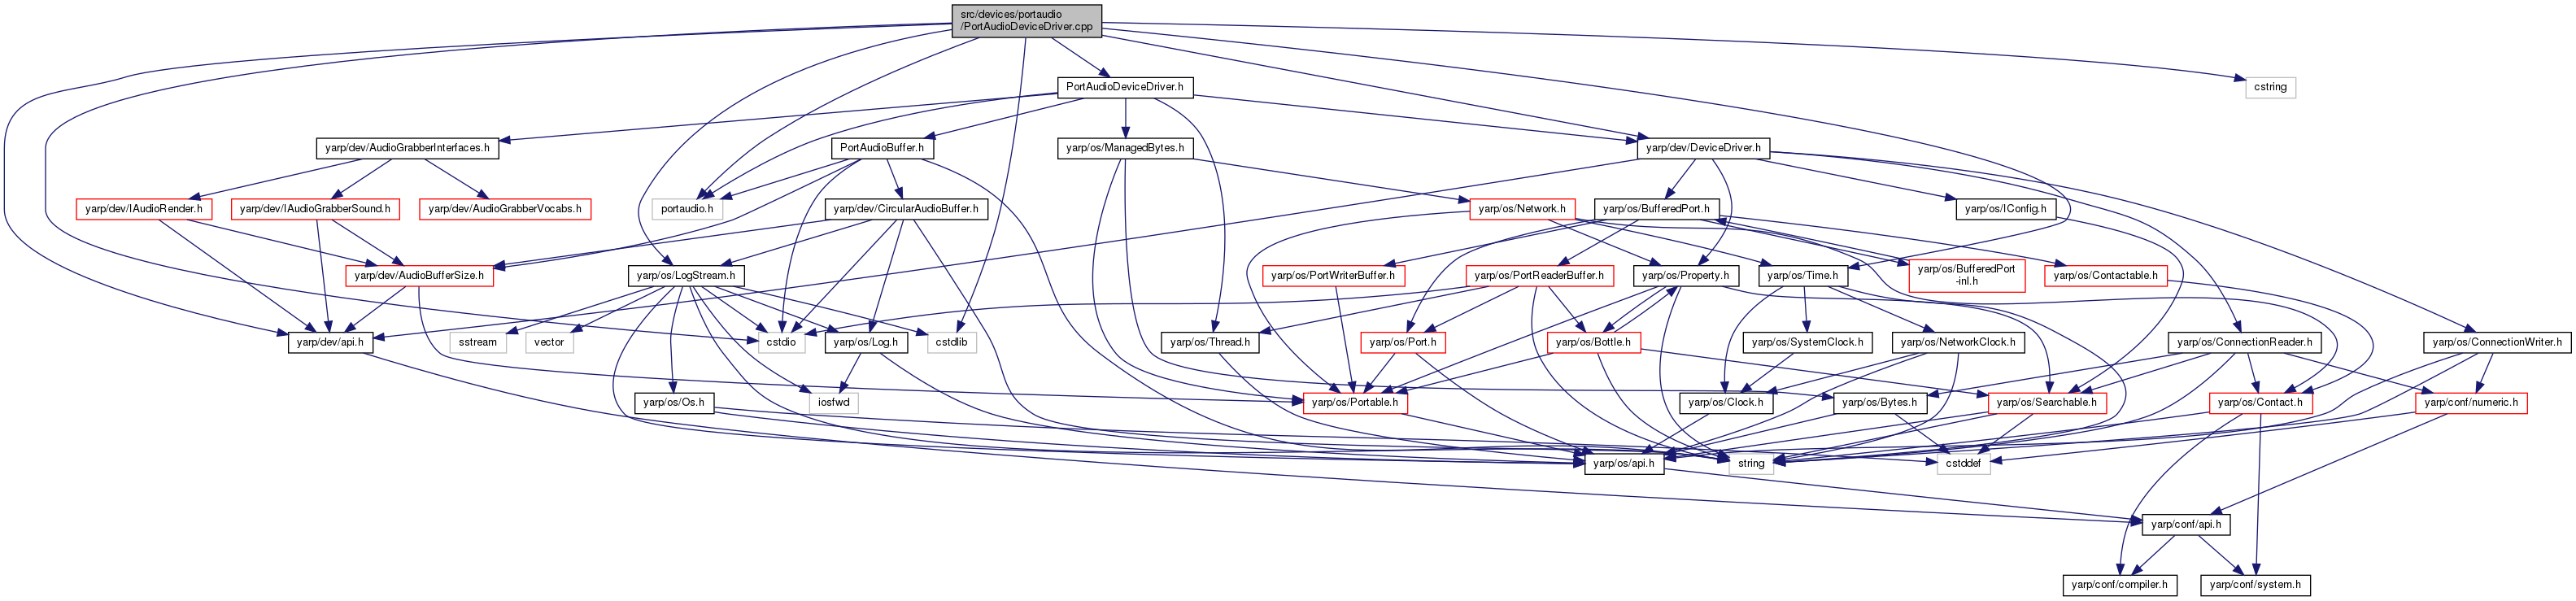 src/devices/portaudio
/PortAudioDeviceDriver.cpp
PortAudioDeviceDriver.h
cstring
yarp/dev/AudioGrabberInterfaces.h
PortAudioBuffer.h
yarp/os/ManagedBytes.h
yarp/dev/DeviceDriver.h
yarp/dev/IAudioRender.h
yarp/dev/IAudioGrabberSound.h
yarp/dev/AudioGrabberVocabs.h
portaudio.h
yarp/dev/CircularAudioBuffer.h
yarp/os/Network.h
yarp/os/BufferedPort.h
yarp/os/IConfig.h
yarp/dev/AudioBufferSize.h
yarp/os/LogStream.h
yarp/os/PortWriterBuffer.h
yarp/os/PortReaderBuffer.h
yarp/os/Property.h
yarp/os/Time.h
yarp/os/BufferedPort
-inl.h
yarp/os/Contactable.h
yarp/dev/api.h
sstream
vector
cstdio
yarp/os/Log.h
cstdlib
yarp/os/Thread.h
yarp/os/Port.h
yarp/os/Bottle.h
yarp/os/SystemClock.h
yarp/os/NetworkClock.h
yarp/os/ConnectionReader.h
yarp/os/ConnectionWriter.h
yarp/os/Os.h
iosfwd
yarp/os/Portable.h
yarp/os/Clock.h
yarp/os/Bytes.h
yarp/os/Searchable.h
yarp/os/Contact.h
yarp/conf/numeric.h
yarp/os/api.h
string
cstddef
yarp/conf/api.h
yarp/conf/compiler.h
yarp/conf/system.h